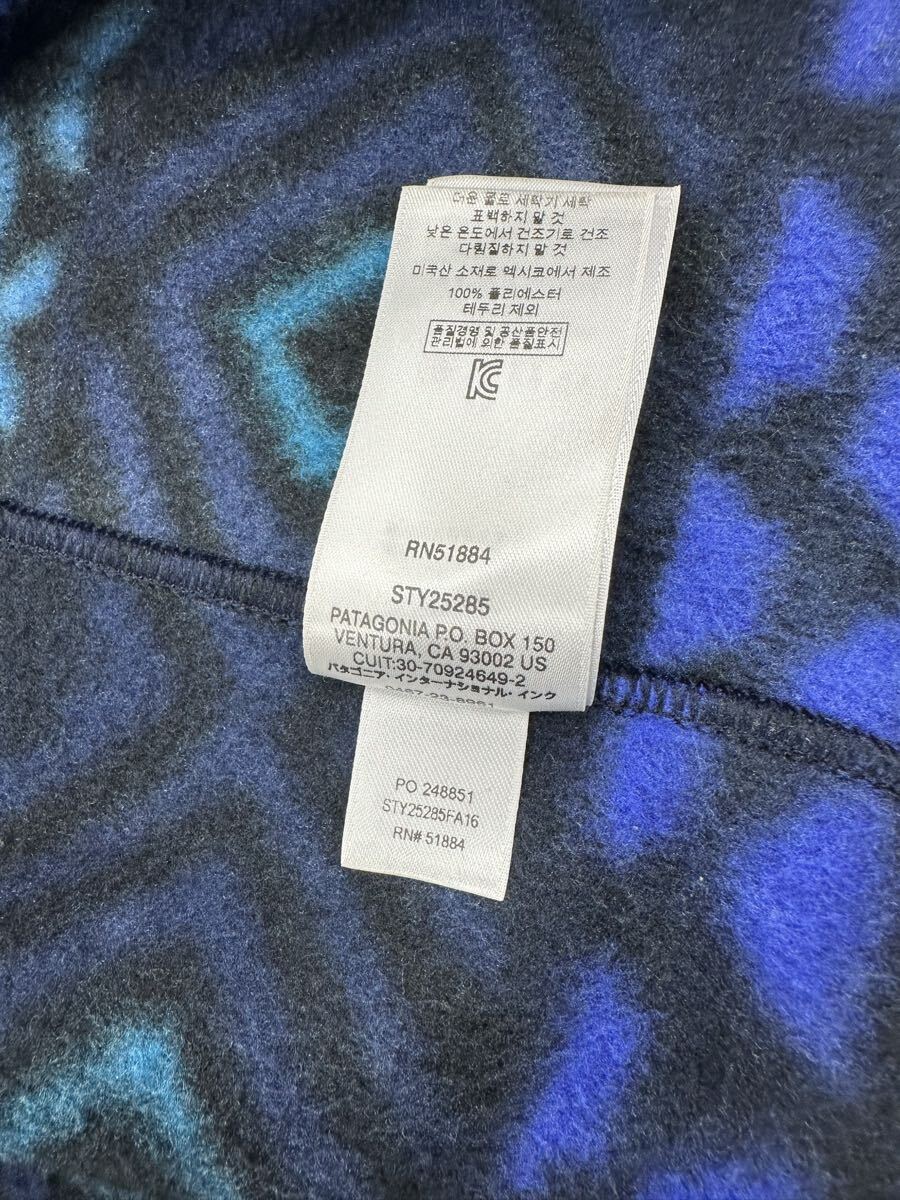 더운 물로 세탁기 세탁
표백하지 말 것
낮은 온도에서 건조기로 건조
다림질하지 말 것
미국산 소재로 멕시코에서 제조
100% 폴리에스터
테두리 제외
품질경영 및 공산품안전
관리법에 의한 품질표시
RN51884
STY25285
PATAGONIA P.O. BOX 150
VENTURA, CA 93002 US
CUIT:30-70924649-2
パタゴニア・インターナショナル・インク
PO 248851
STY25285FA16
RN# 51884